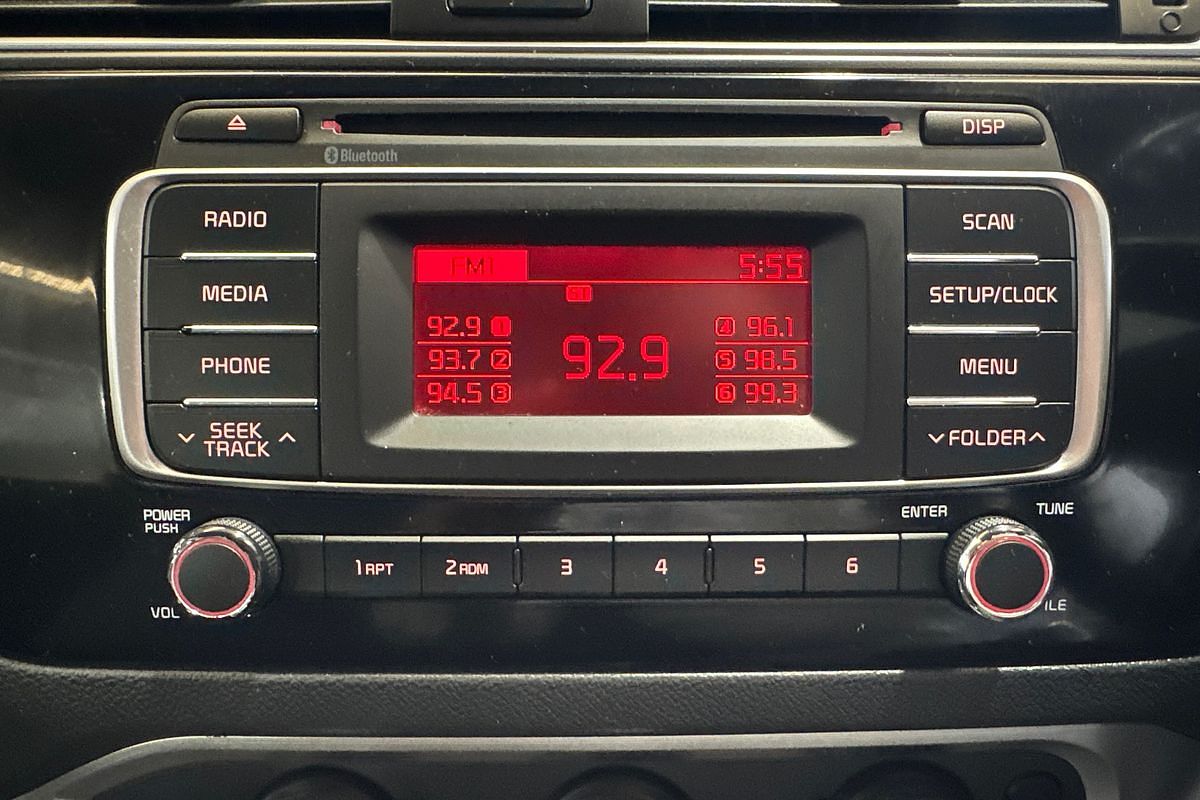 DISP
Bluetooth
RADIO
MEDIA
PHONE
SEEK
TRACK
FM1
5:55
ST
92.9 1
93.7 2
94.5 3
92.9
4 96.1
5 98.5
6 99.3
SCAN
SETUP/CLOCK
MENU
FOLDER
POWER
PUSH
VOL
1 RPT
2 RDM
3
4
5
6
ENTER
TUNE